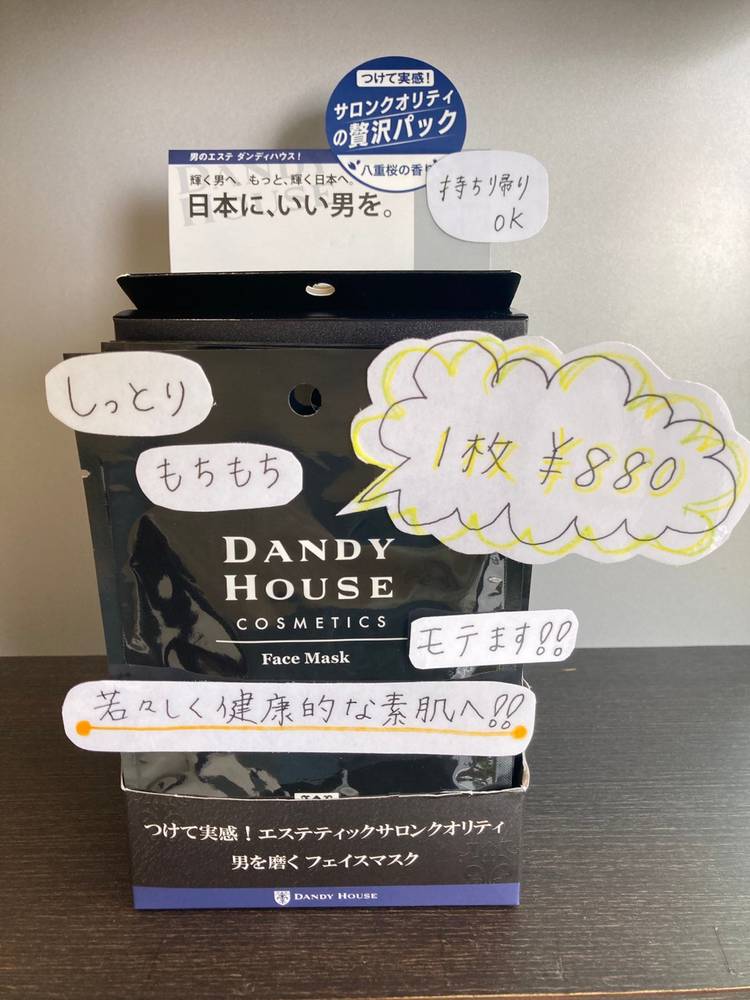 つけて実感!
サロンクオリティ
の贅沢パック
八重桜の香り
男のエステ ダンディハウス!
輝く男へ。もっと、輝く日本へ。
日本に、いい男を。
持ち帰り
OK
しっとり
もちもち
1枚 ¥880
DANDY
HOUSE
COSMETICS
Face Mask
モテます!!
若々しく健康的な素肌へ!!
つけて実感!エステティックサロンクオリティ
男を磨くフェイスマスク
DANDY HOUSE